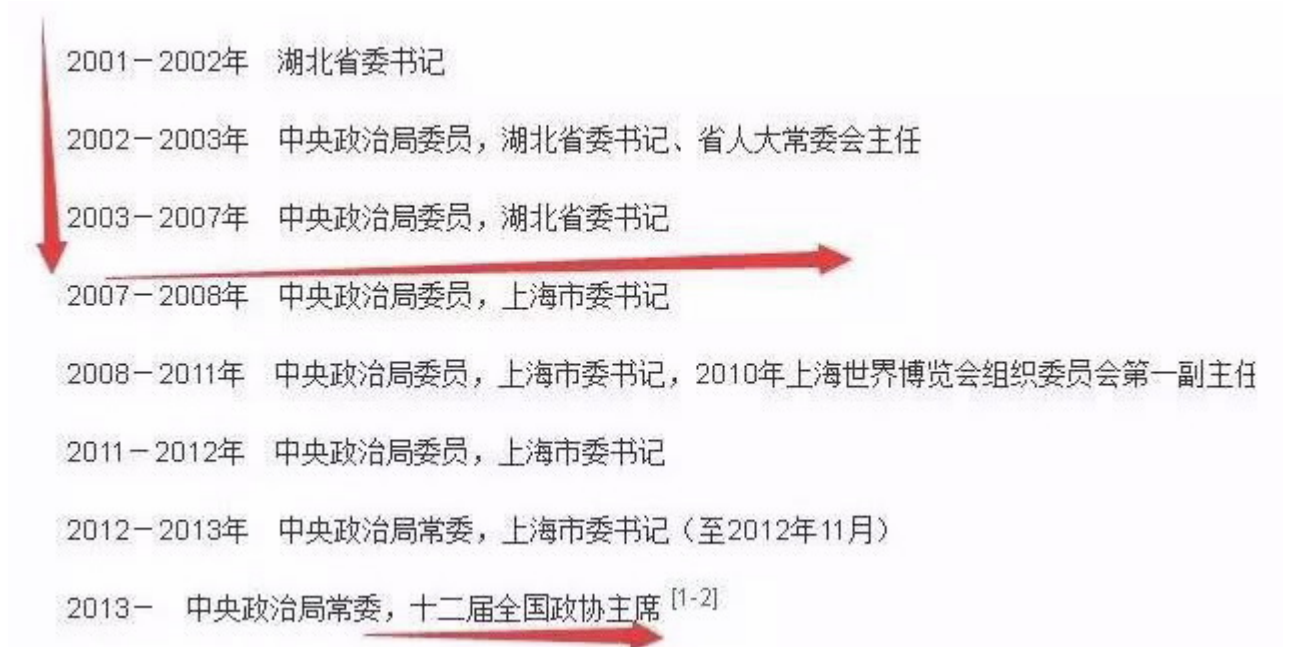 2001－2002年　湖北省委书记
2002－2003年　中央政治局委员，湖北省委书记、省人大常委会主任
2003－2007年　中央政治局委员，湖北省委书记
2007－2008年　中央政治局委员，上海市委书记
2008－2011年　中央政治局委员，上海市委书记，2010年上海世界博览会组织委员会第一副主任
2011－2012年　中央政治局委员，上海市委书记
2012－2013年　中央政治局常委，上海市委书记（至2012年11月）
2013－　中央政治局常委，十二届全国政协主席 [1-2]